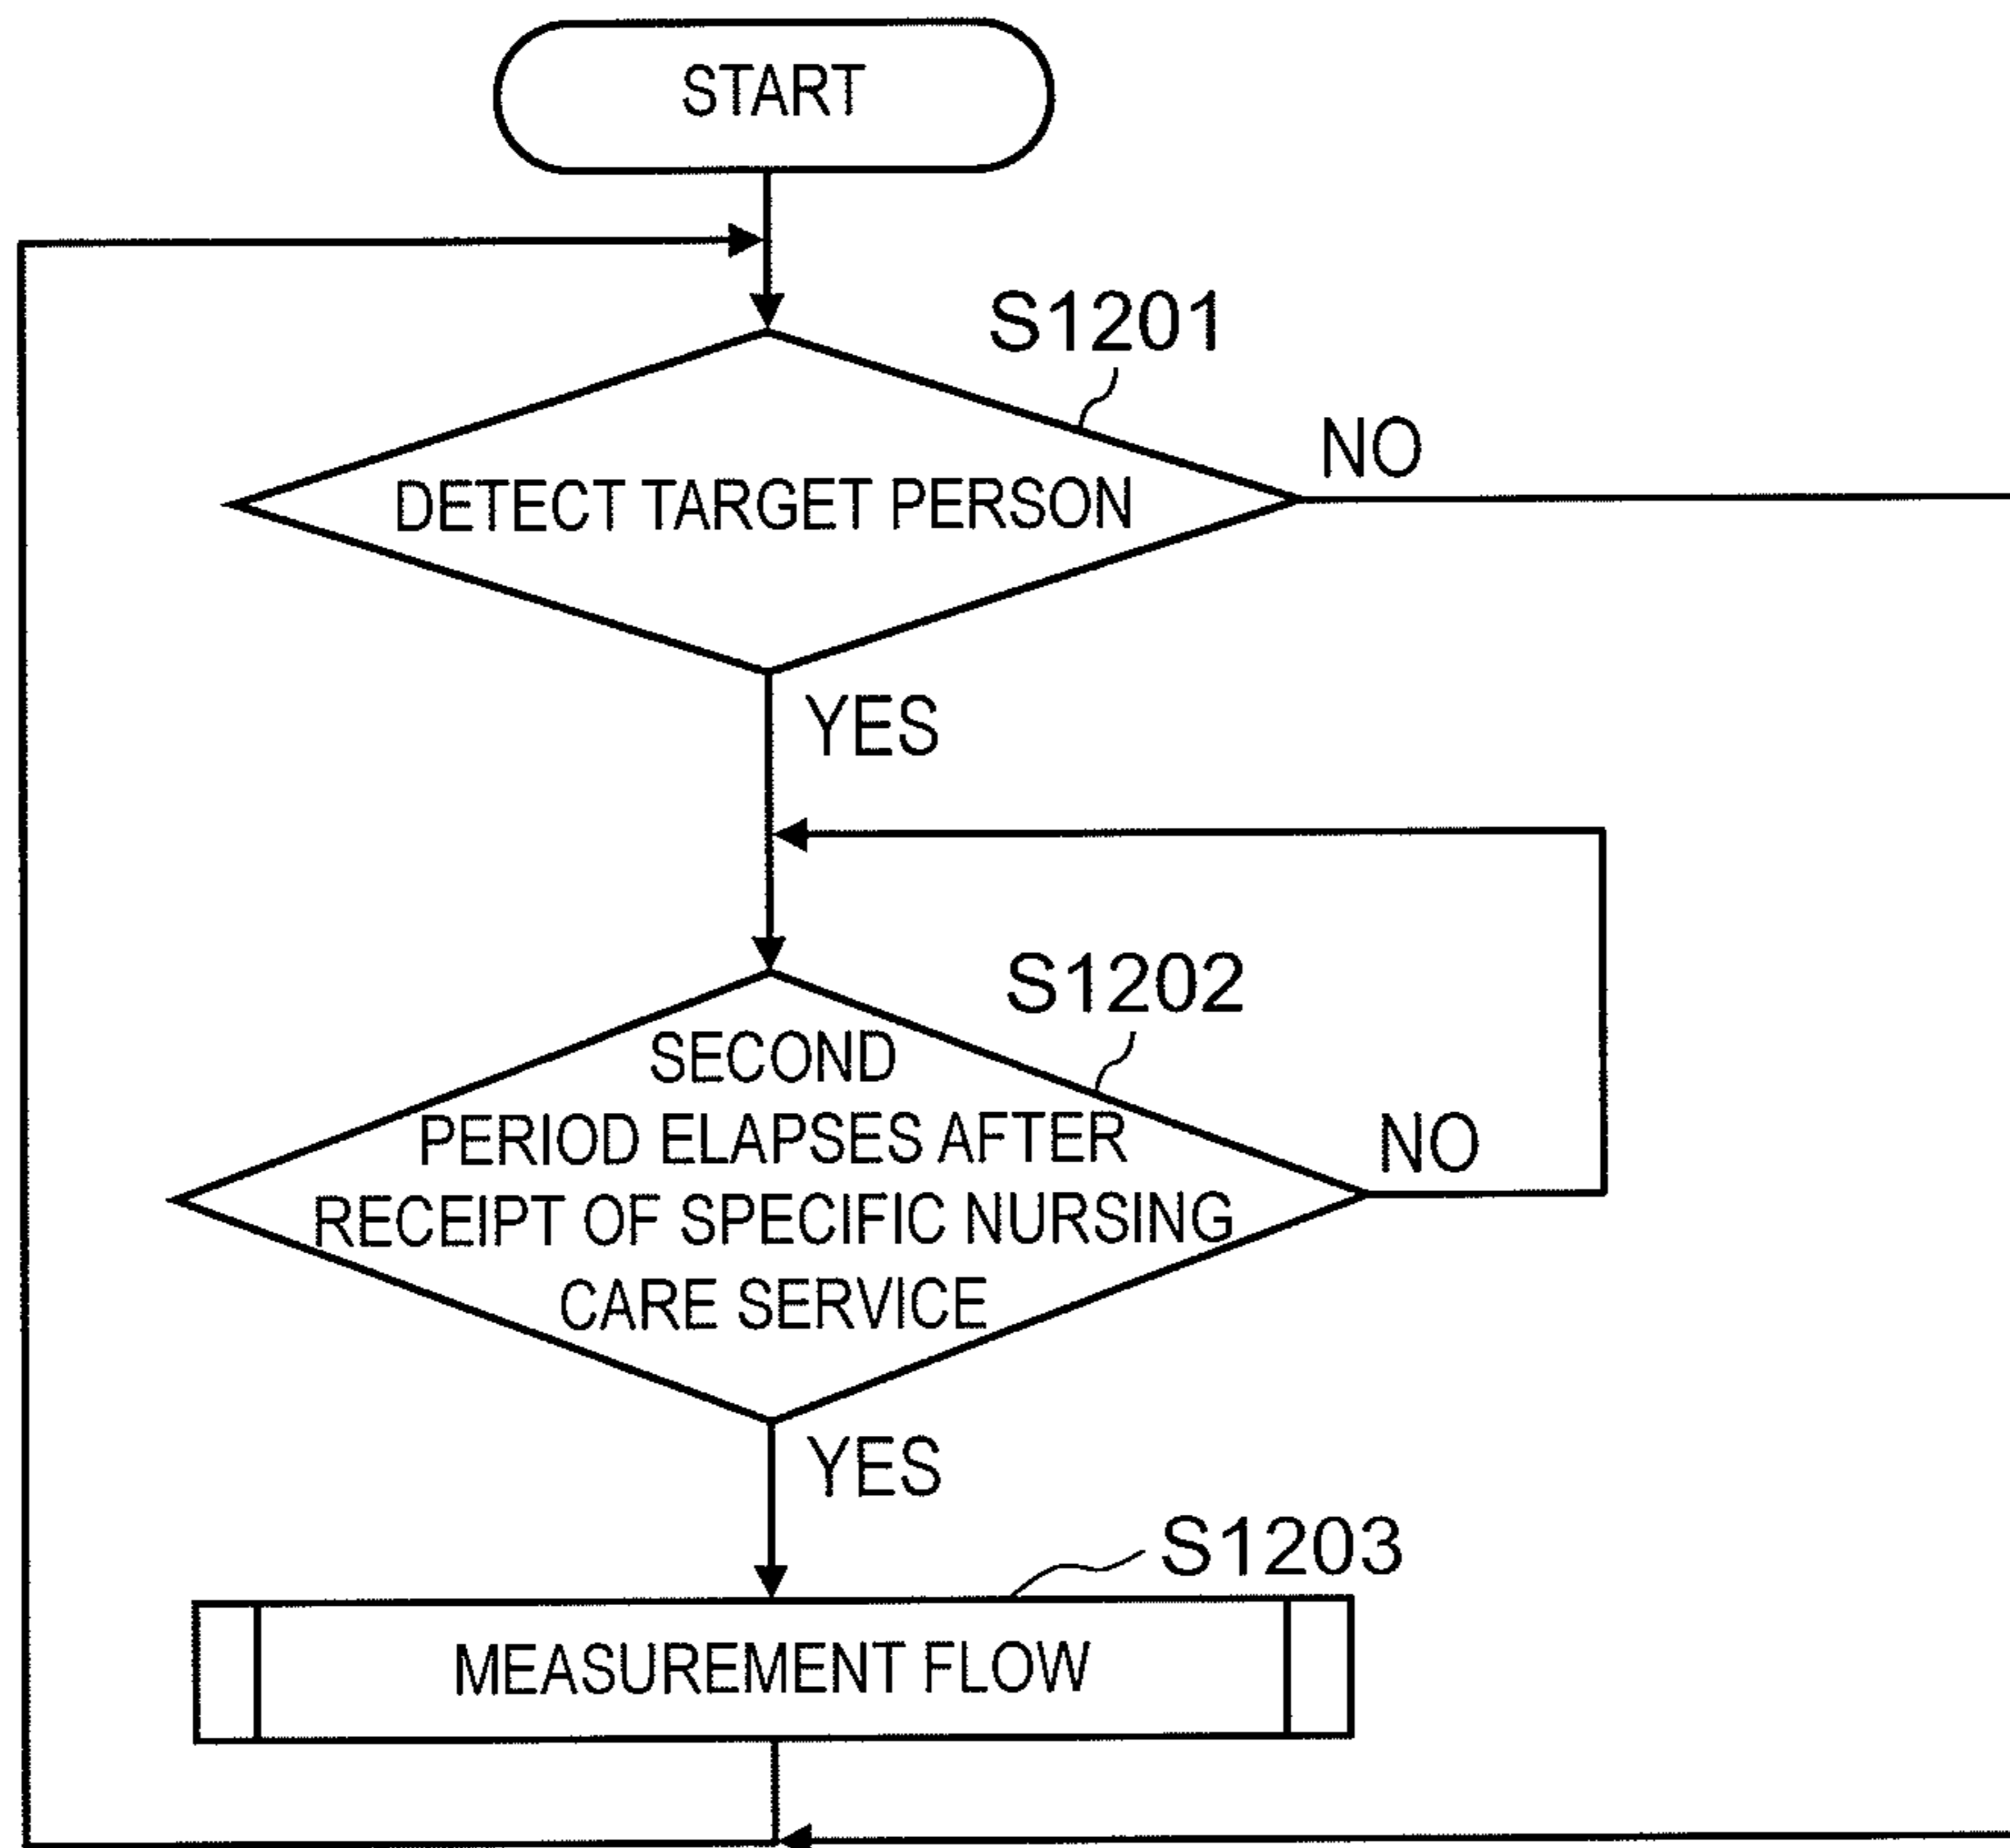 START
S1201
NO
DETECT TARGET PERSON
YES
S1202
SECOND
PERIOD ELAPSES AFTER
NO
RECEIPT OF SPECIFIC NURSING
CARE SERVICE
YES
S1203
MEASUREMENT FLOW